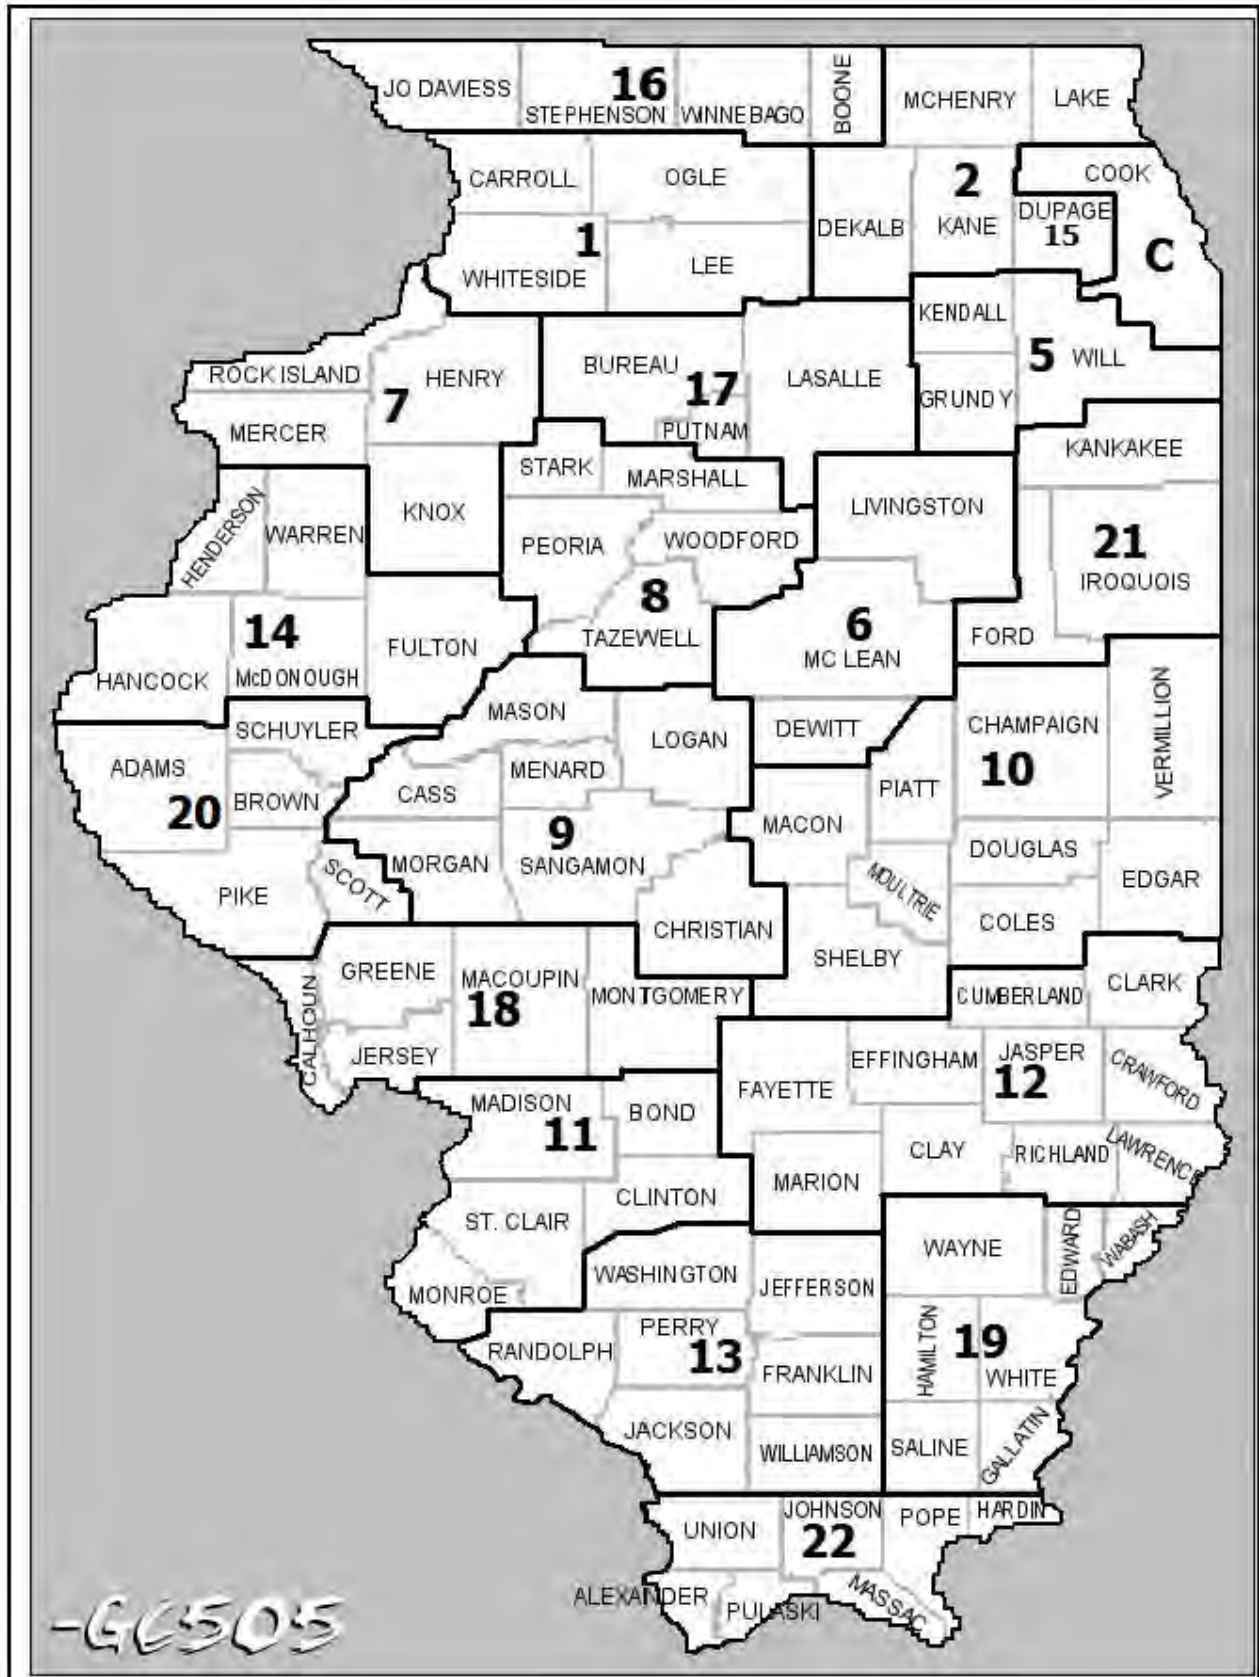 JO DAVIESS
16
STEPHENSON
WINNEBAGO
BOONE
MCHENRY
LAKE
CARROLL
OGLE
2
COOK
DEKALB
KANE
DUPAGE
15
C
1
WHITESIDE
LEE
KENDALL
ROCK ISLAND
HENRY
7
MERCER
BUREAU
17
PUTNAM
LASALLE
5
WILL
GRUNDY
KANKAKEE
STARK
MARSHALL
KNOX
LIVINGSTON
HENDERSON
WARREN
PEORIA
WOODFORD
21
IROQUOIS
8
TAZEWELL
6
MC LEAN
FORD
14
HANCOCK
McDONOUGH
FULTON
SCHUYLER
MASON
LOGAN
DEWITT
CHAMPAIGN
10
VERMILLION
ADAMS
20
BROWN
CASS
MENARD
PIATT
9
MACON
MORGAN
SANGAMON
DOUGLAS
EDGAR
PIKE
SCOTT
MOULTRIE
COLES
CHRISTIAN
SHELBY
GREENE
MACOUPIN
18
MONTGOMERY
CUMBERLAND
CLARK
CALHOUN
JERSEY
FAYETTE
EFFINGHAM
JASPER
12
CRAWFORD
MADISON
11
BOND
CLAY
RICHLAND
LAWRENCE
MARION
CLINTON
ST. CLAIR
WAYNE
EDWARD
WABASH
MONROE
WASHINGTON
JEFFERSON
RANDOLPH
PERRY
13
FRANKLIN
HAMILTON
19
WHITE
JACKSON
WILLIAMSON
SALINE
GALLATIN
UNION
JOHNSON
22
POPE
HARDIN
ALEXANDER
PULASKI
MASSAC
-GC505